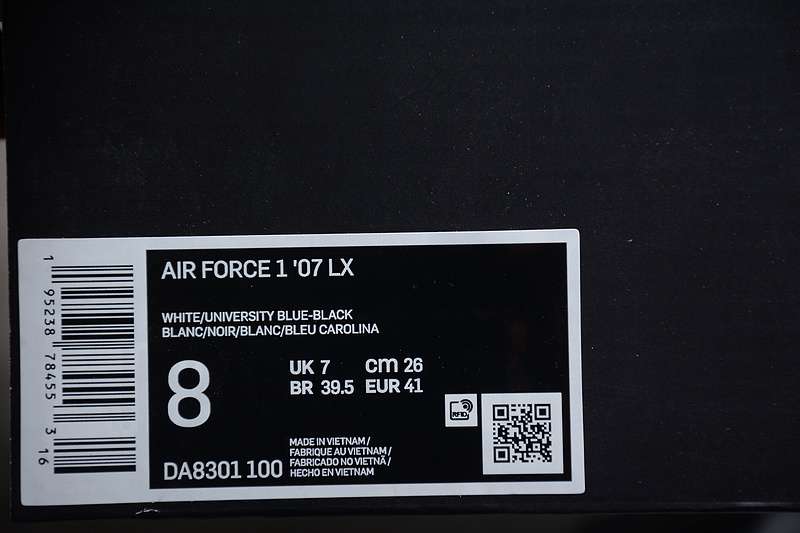 AIR FORCE 1 '07 LX
WHITE/UNIVERSITY BLUE-BLACK
BLANC/NOIR/BLANC/BLEU CAROLINA
8
UK 7 cm 26
BR 39.5 EUR 41
RFID
MADE IN VIETNAM /
FABRIQUE AU VIETNAM /
FABRICADO NO VIETNÃ /
HECHO EN VIETNAM
DA8301 100
1 95238 78455 3 16